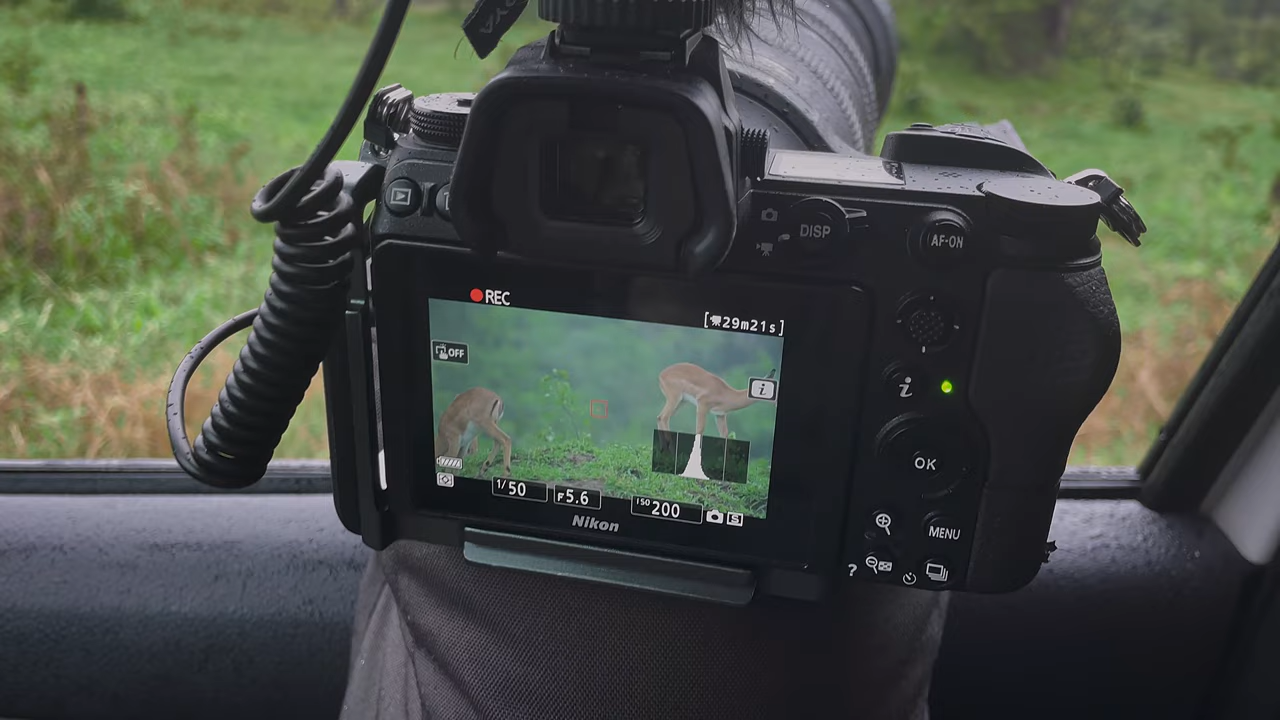 DISP
AF-ON
REC
[29m21s]
OFF
i
i
OK
1/50
F5.6
ISO 200
S
Nikon
MENU
?